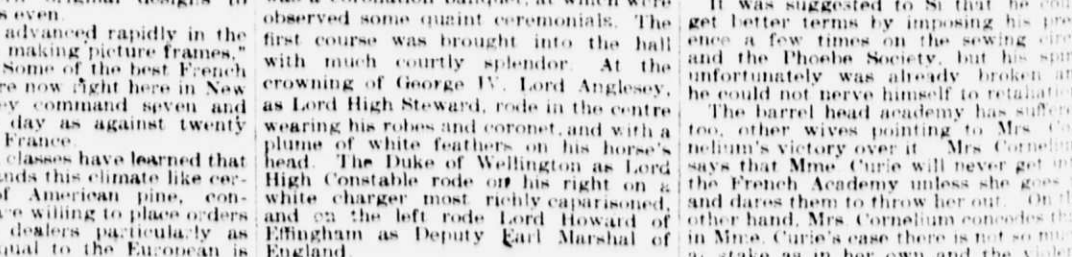 s even.
advanced rapidly in the
making picture frames,"
Some of the best French
re now right here in New
ey command seven and
day as against twenty
France.
classes have learned that
nds this climate like cer-
of American pine, con-
are willing to place orders
dealers particularly as
qual to the European is
was a coronation banquet, at which were
observed some quaint ceremonials. The
first course was brought into the hall
with much courtly splendor. At the
crowning of George IV. Lord Anglesey,
as Lord High Steward, rode in the centre
wearing his robes and coronet, and with a
plume of white feathers on his horse's
head. The Duke of Wellington as Lord
High Constable rode on his right on a
white charger most richly caparisoned,
and on the left rode Lord Howard of
Effingham as Deputy Earl Marshal of
England.
It was suggested to Si that he
get better terms by imposing his pre
ence a few times on the sewing circ
and the Phoebe Society, but his
unfortunately was already broken
he could not nerve himself to retaliatio
The barrel head academy has suffer
too, other wives pointing to Mrs Co
nelium's victory over it Mrs Cornelium
says that Mme Curie will never get
the French Academy unless she goes
and dares them to throw her out. On
other hand, Mrs. Cornelium concedes
in Mme. Curie's case there is not so
at stake as in her own and the